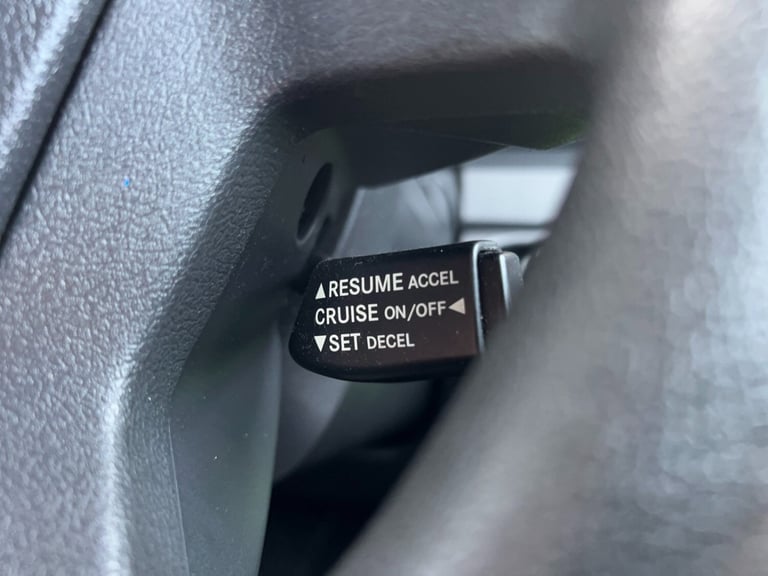 ▲RESUME ACCEL
CRUISE ON/OFF◀
▼SET DECEL